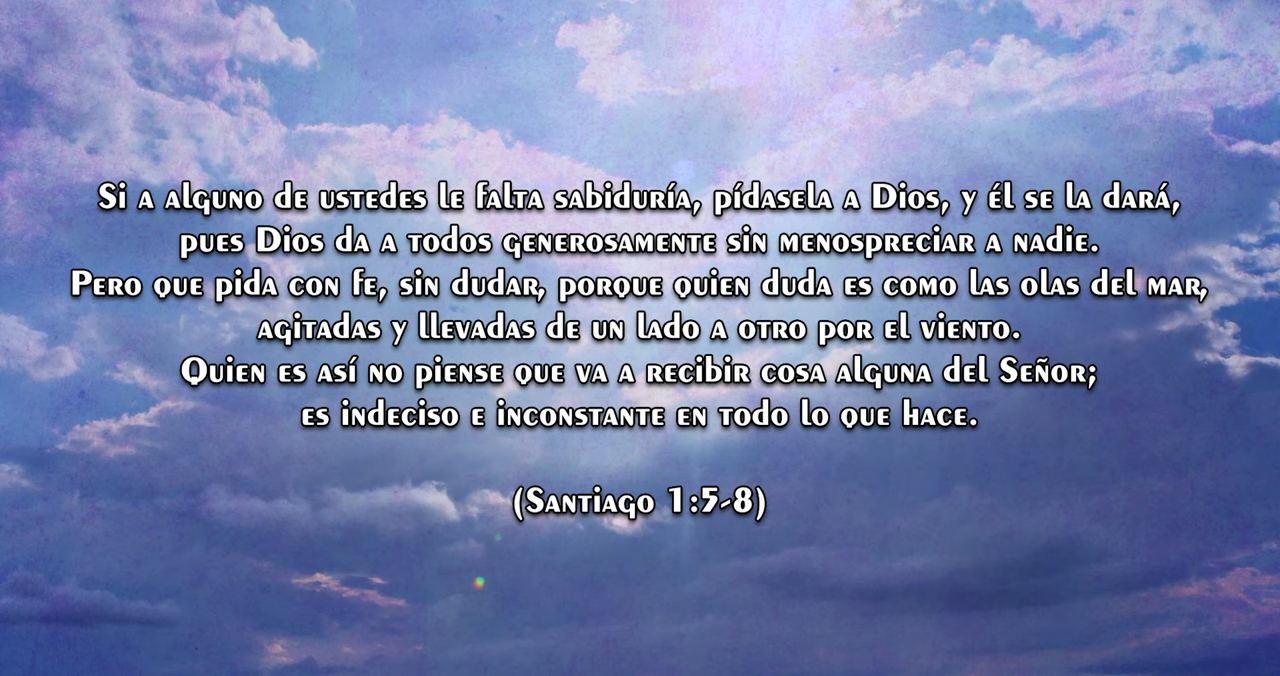 Si a alguno de ustedes le falta sabiduría, pídasela a Dios, y él se la dará,
pues Dios da a todos generosamente sin menospreciar a nadie.
Pero que pida con fe, sin dudar, porque quien duda es como las olas del mar,
agitadas y llevadas de un lado a otro por el viento.
Quien es así no piense que va a recibir cosa alguna del Señor;
es indeciso e inconstante en todo lo que hace.
(Santiago 1:5-8)